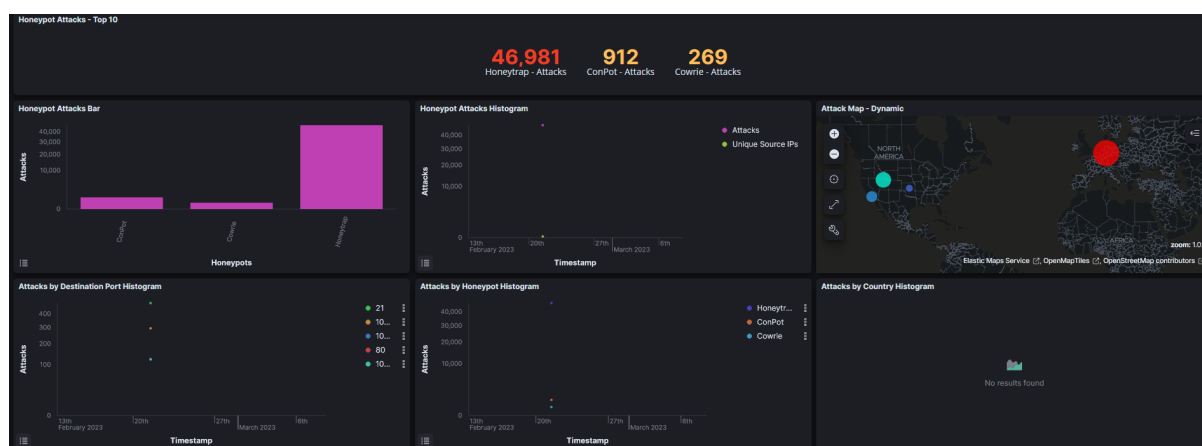 Honeypot Attacks - Top 10
46,981
Honeytrap - Attacks
912
ConPot - Attacks
269
Cowrie - Attacks
Honeypot Attacks Bar
Attacks
40,000
30,000
20,000
10,000
0
ConPot
Cowrie
Honeytrap
Honeypots
Honeypot Attacks Histogram
Attacks
40,000
30,000
20,000
10,000
0
13th
February 2023
20th
27th
March 2023
6th
Timestamp
Attacks
Unique Source IPs
Attack Map - Dynamic
NORTH
AMERICA
AFRICA
zoom: 1.0
Elastic Maps Service, OpenMapTiles, OpenStreetMap contributors
Attacks by Destination Port Histogram
Attacks
400
300
200
100
0
13th
February 2023
20th
27th
March 2023
6th
Timestamp
21
10...
10...
80
10...
Attacks by Honeypot Histogram
Attacks
40,000
30,000
20,000
10,000
0
13th
February 2023
20th
27th
March 2023
6th
Timestamp
Honeytr...
ConPot
Cowrie
Attacks by Country Histogram
No results found